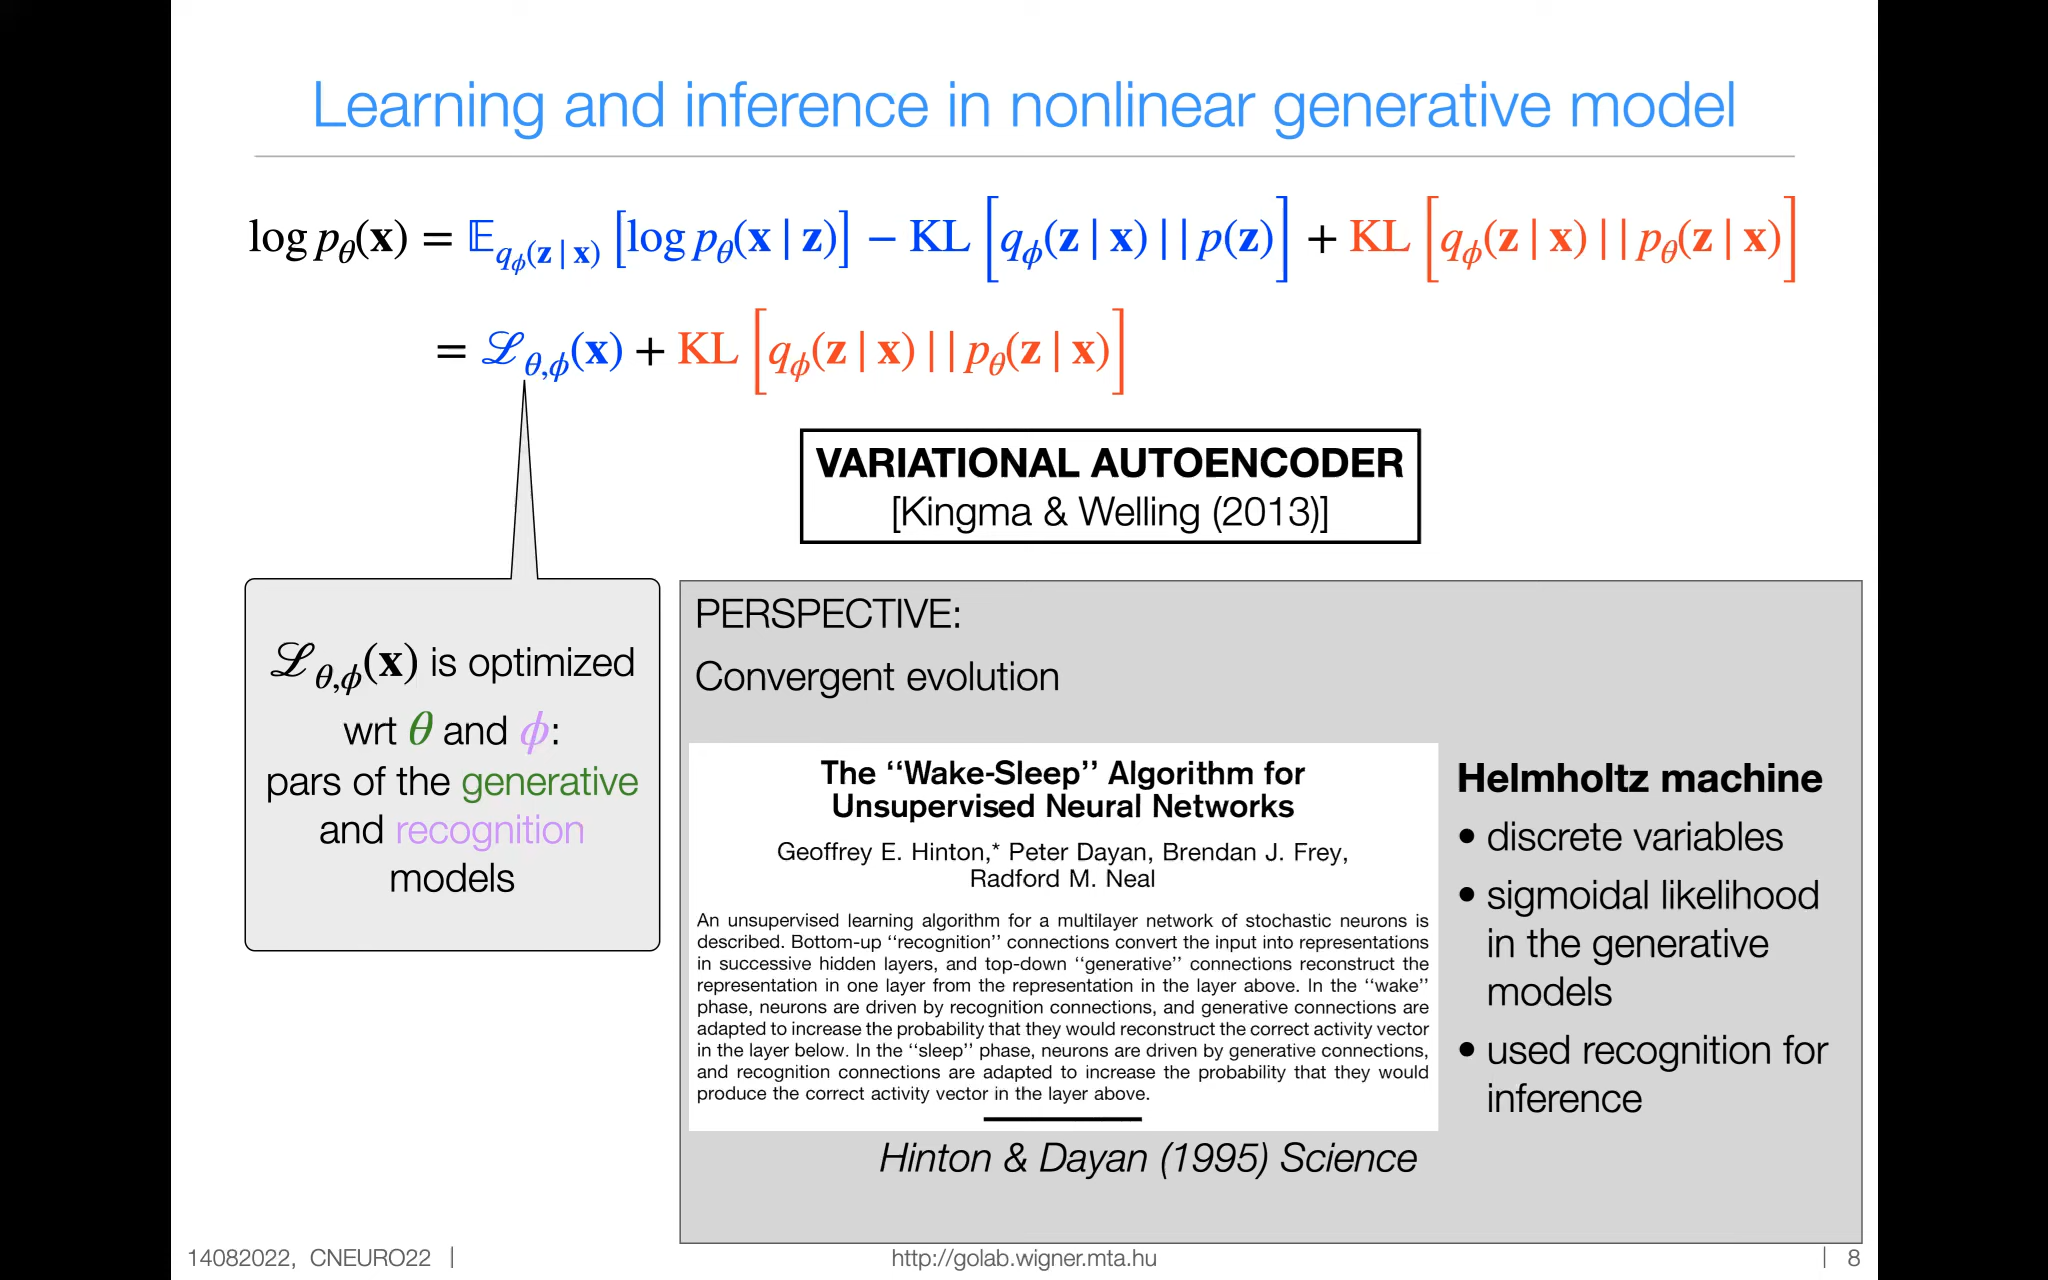 Learning and inference in nonlinear generative model
log pθ(x) = 𝔼qϕ(z | x) [log pθ(x | z)] − KL [qϕ(z | x) | | p(z)] + KL [qϕ(z | x) | | pθ(z | x)]
= ℒθ,ϕ(x) + KL [qϕ(z | x) | | pθ(z | x)]
VARIATIONAL AUTOENCODER
[Kingma & Welling (2013)]
ℒθ,ϕ(x) is optimized
wrt θ and ϕ:
pars of the generative
and recognition
models
PERSPECTIVE:
Convergent evolution
The ‘‘Wake-Sleep’’ Algorithm for
Unsupervised Neural Networks
Geoffrey E. Hinton,* Peter Dayan, Brendan J. Frey,
Radford M. Neal
An unsupervised learning algorithm for a multilayer network of stochastic neurons is
described. Bottom-up ‘‘recognition’’ connections convert the input into representations
in successive hidden layers, and top-down ‘‘generative’’ connections reconstruct the
representation in one layer from the representation in the layer above. In the ‘‘wake’’
phase, neurons are driven by recognition connections, and generative connections are
adapted to increase the probability that they would reconstruct the correct activity vector
in the layer below. In the ‘‘sleep’’ phase, neurons are driven by generative connections,
and recognition connections are adapted to increase the probability that they would
produce the correct activity vector in the layer above.
Hinton & Dayan (1995) Science
Helmholtz machine
• discrete variables
• sigmoidal likelihood
in the generative
models
• used recognition for
inference
14082022, CNEURO22 |
http://golab.wigner.mta.hu
| 8